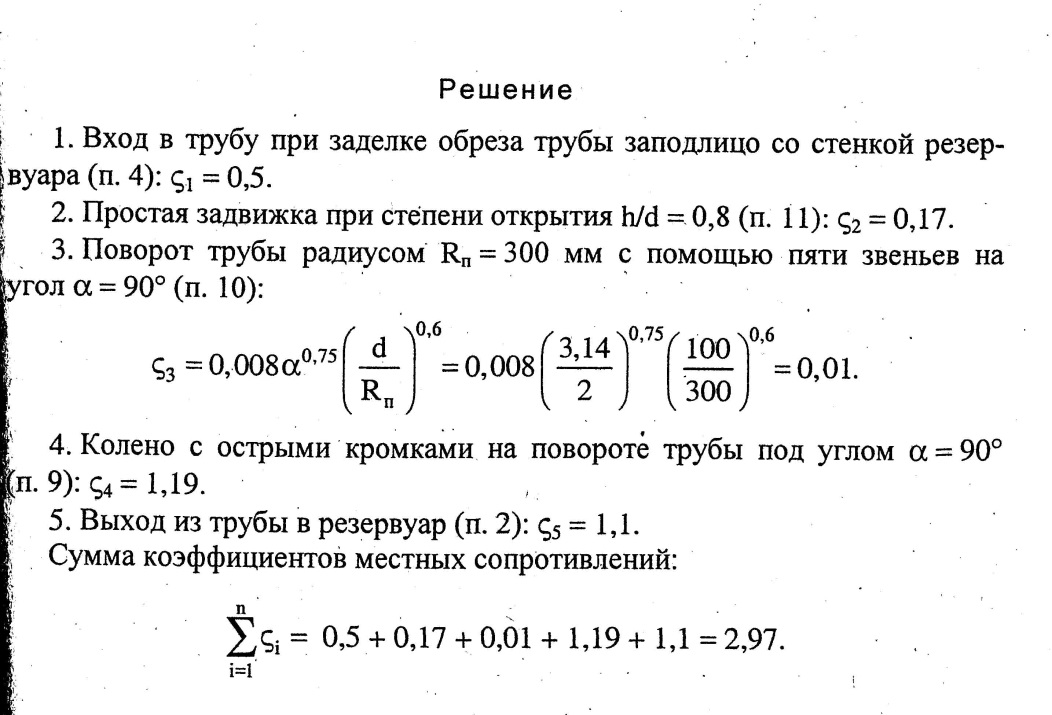 Решение
1. Вход в трубу при заделке обреза трубы заподлицо со стенкой резер-
вуара (п. 4): ς₁ = 0,5.
2. Простая задвижка при степени открытия h/d = 0,8 (п. 11): ς₂ = 0,17.
3. Поворот трубы радиусом Rₙ = 300 мм с помощью пяти звеньев на
угол α = 90° (п. 10):
ς₃ = 0,008α^0,75 (d/Rₙ)^0,6 = 0,008 (3,14/2)^0,75 (100/300)^0,6 = 0,01.
4. Колено с острыми кромками на повороте трубы под углом α = 90°
(п. 9): ς₄ = 1,19.
5. Выход из трубы в резервуар (п. 2): ς₅ = 1,1.
Сумма коэффициентов местных сопротивлений:
n
∑ςᵢ = 0,5 + 0,17 + 0,01 + 1,19 + 1,1 = 2,97.
i=1